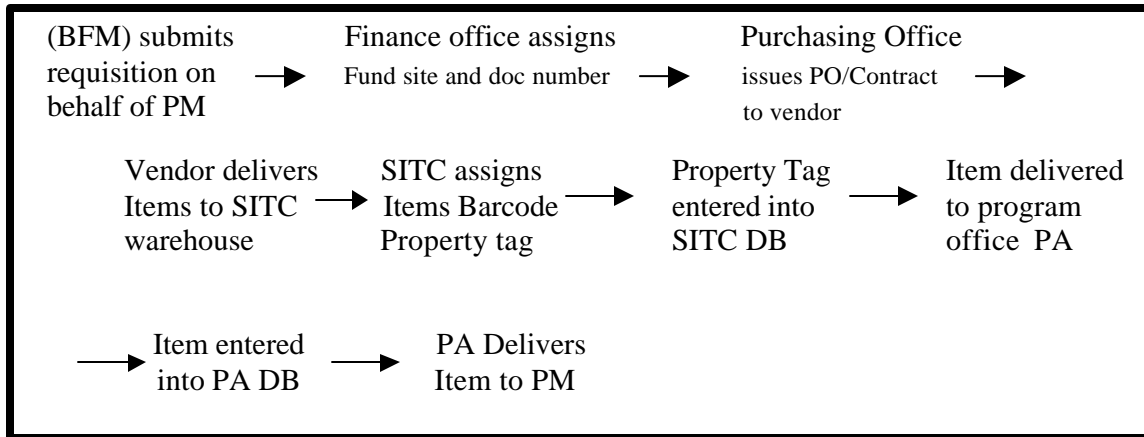 (BFM) submits
requisition on
behalf of PM
Finance office assigns
Fund site and doc number
Purchasing Office
issues PO/Contract
to vendor
Vendor delivers
Items to SITC
warehouse
SITC assigns
Items Barcode
Property tag
Property Tag
entered into
SITC DB
Item delivered
to program
office PA
Item entered
into PA DB
PA Delivers
Item to PM